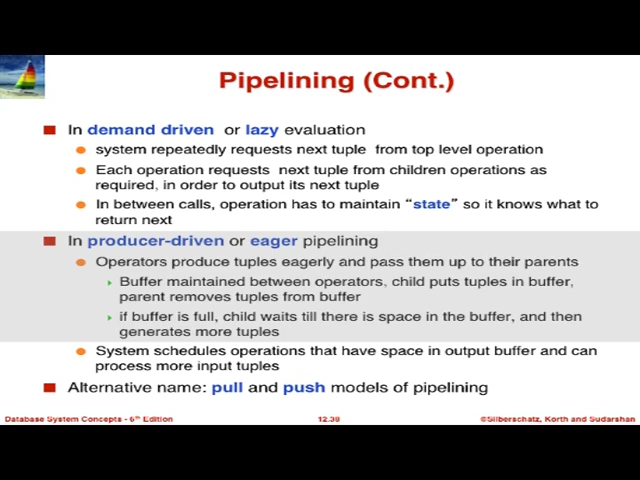 Pipelining (Cont.)
In demand driven or lazy evaluation
system repeatedly requests next tuple from top level operation
Each operation requests next tuple from children operations as
required, in order to output its next tuple
In between calls, operation has to maintain “state” so it knows what to
return next
In producer-driven or eager pipelining
Operators produce tuples eagerly and pass them up to their parents
Buffer maintained between operators, child puts tuples in buffer,
parent removes tuples from buffer
if buffer is full, child waits till there is space in the buffer, and then
generates more tuples
System schedules operations that have space in output buffer and can
process more input tuples
Alternative name: pull and push models of pipelining
Database System Concepts - 6th Edition
12.39
©Silberschatz, Korth and Sudarshan